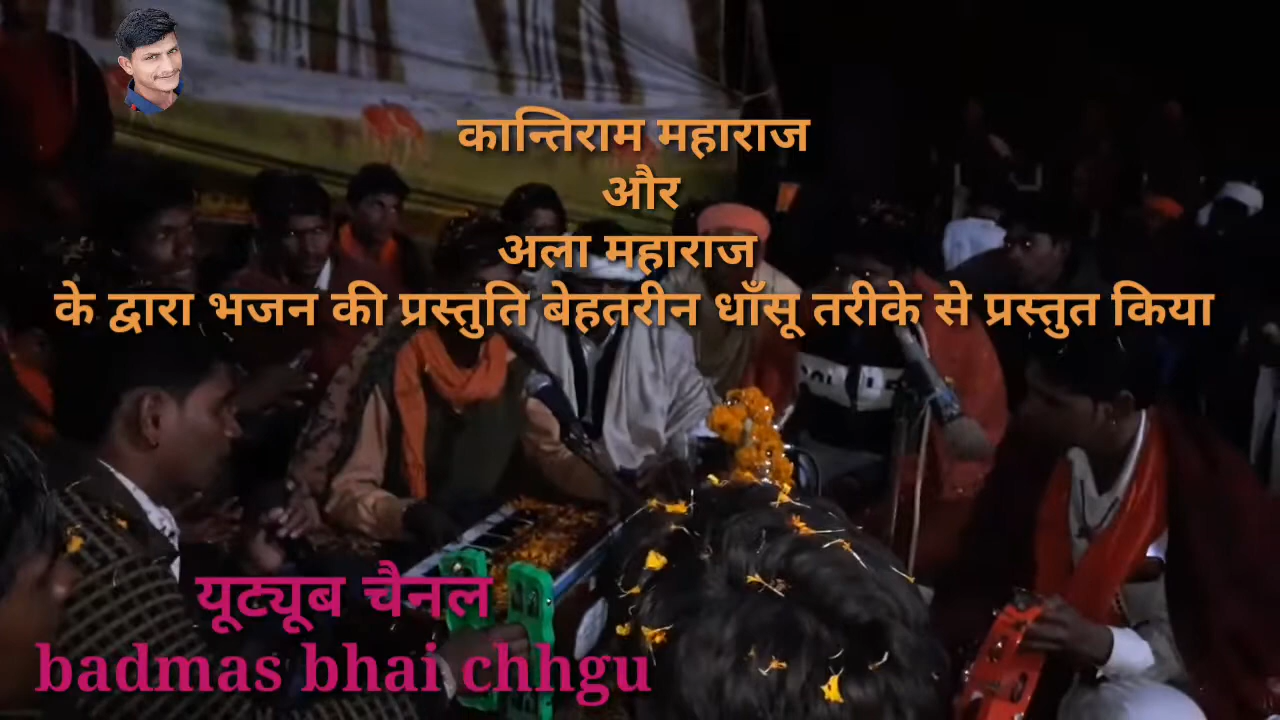 कान्तिराम महाराज
और
अला महाराज
के द्वारा भजन की प्रस्तुति बेहतरीन धाँसू तरीके से प्रस्तुत किया
यूट्यूब चैनल
badmas bhai chhgu